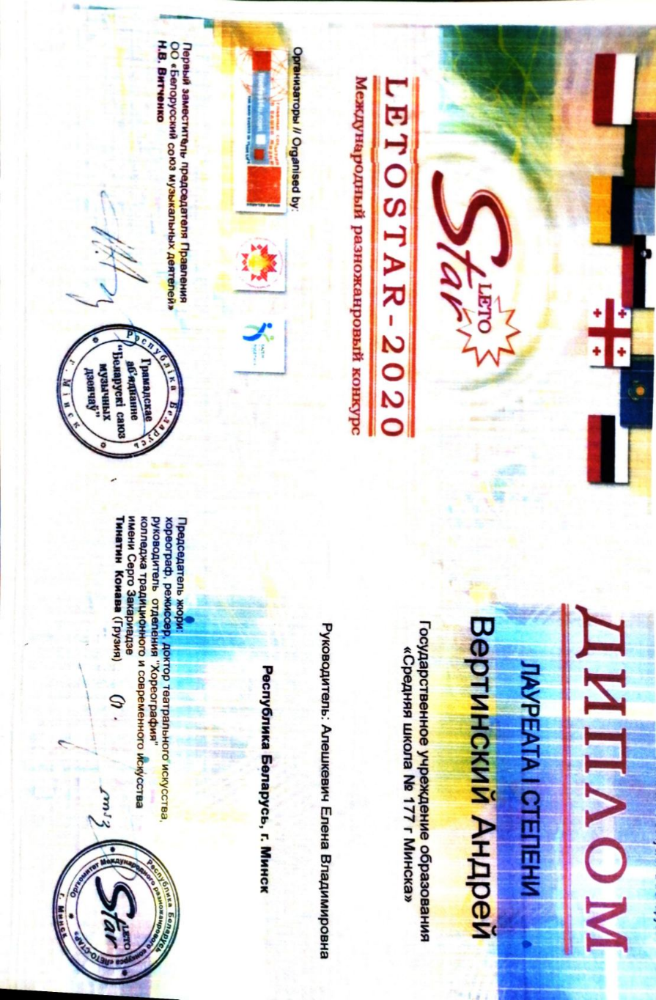 LETO
Star
LETOSTAR-2020
Международный разножанровый конкурс
ДИПЛОМ
ЛАУРЕАТА I СТЕПЕНИ
Вертинский Андрей
Государственное учреждение образования
«Средняя школа № 177 г Минска»
Руководитель: Алешкевич Елена Владимировна
Республика Беларусь, г. Минск
Организаторы // Organised by:
Первый заместитель председателя Правления
ОО «Белорусский союз музыкальных деятелей»
Н.В. Витченко
Рэспубліка Беларусь
Грамадскае
аб'яднанне
"Беларускі саюз
музычных
дзеячаў"
г. Мінск
Председатель жюри:
хореограф, режиссер, доктор театрального искусства,
руководитель отделения "Хореография"
колледжа традиционного и современного искусства
имени Серго Закариадзе
Тинатин Конава (Грузия)
Республика Беларусь
Оргкомитет Международного разножанрового конкурса «ЛЕТО-СТАР»
LETO
Star
г. Минск